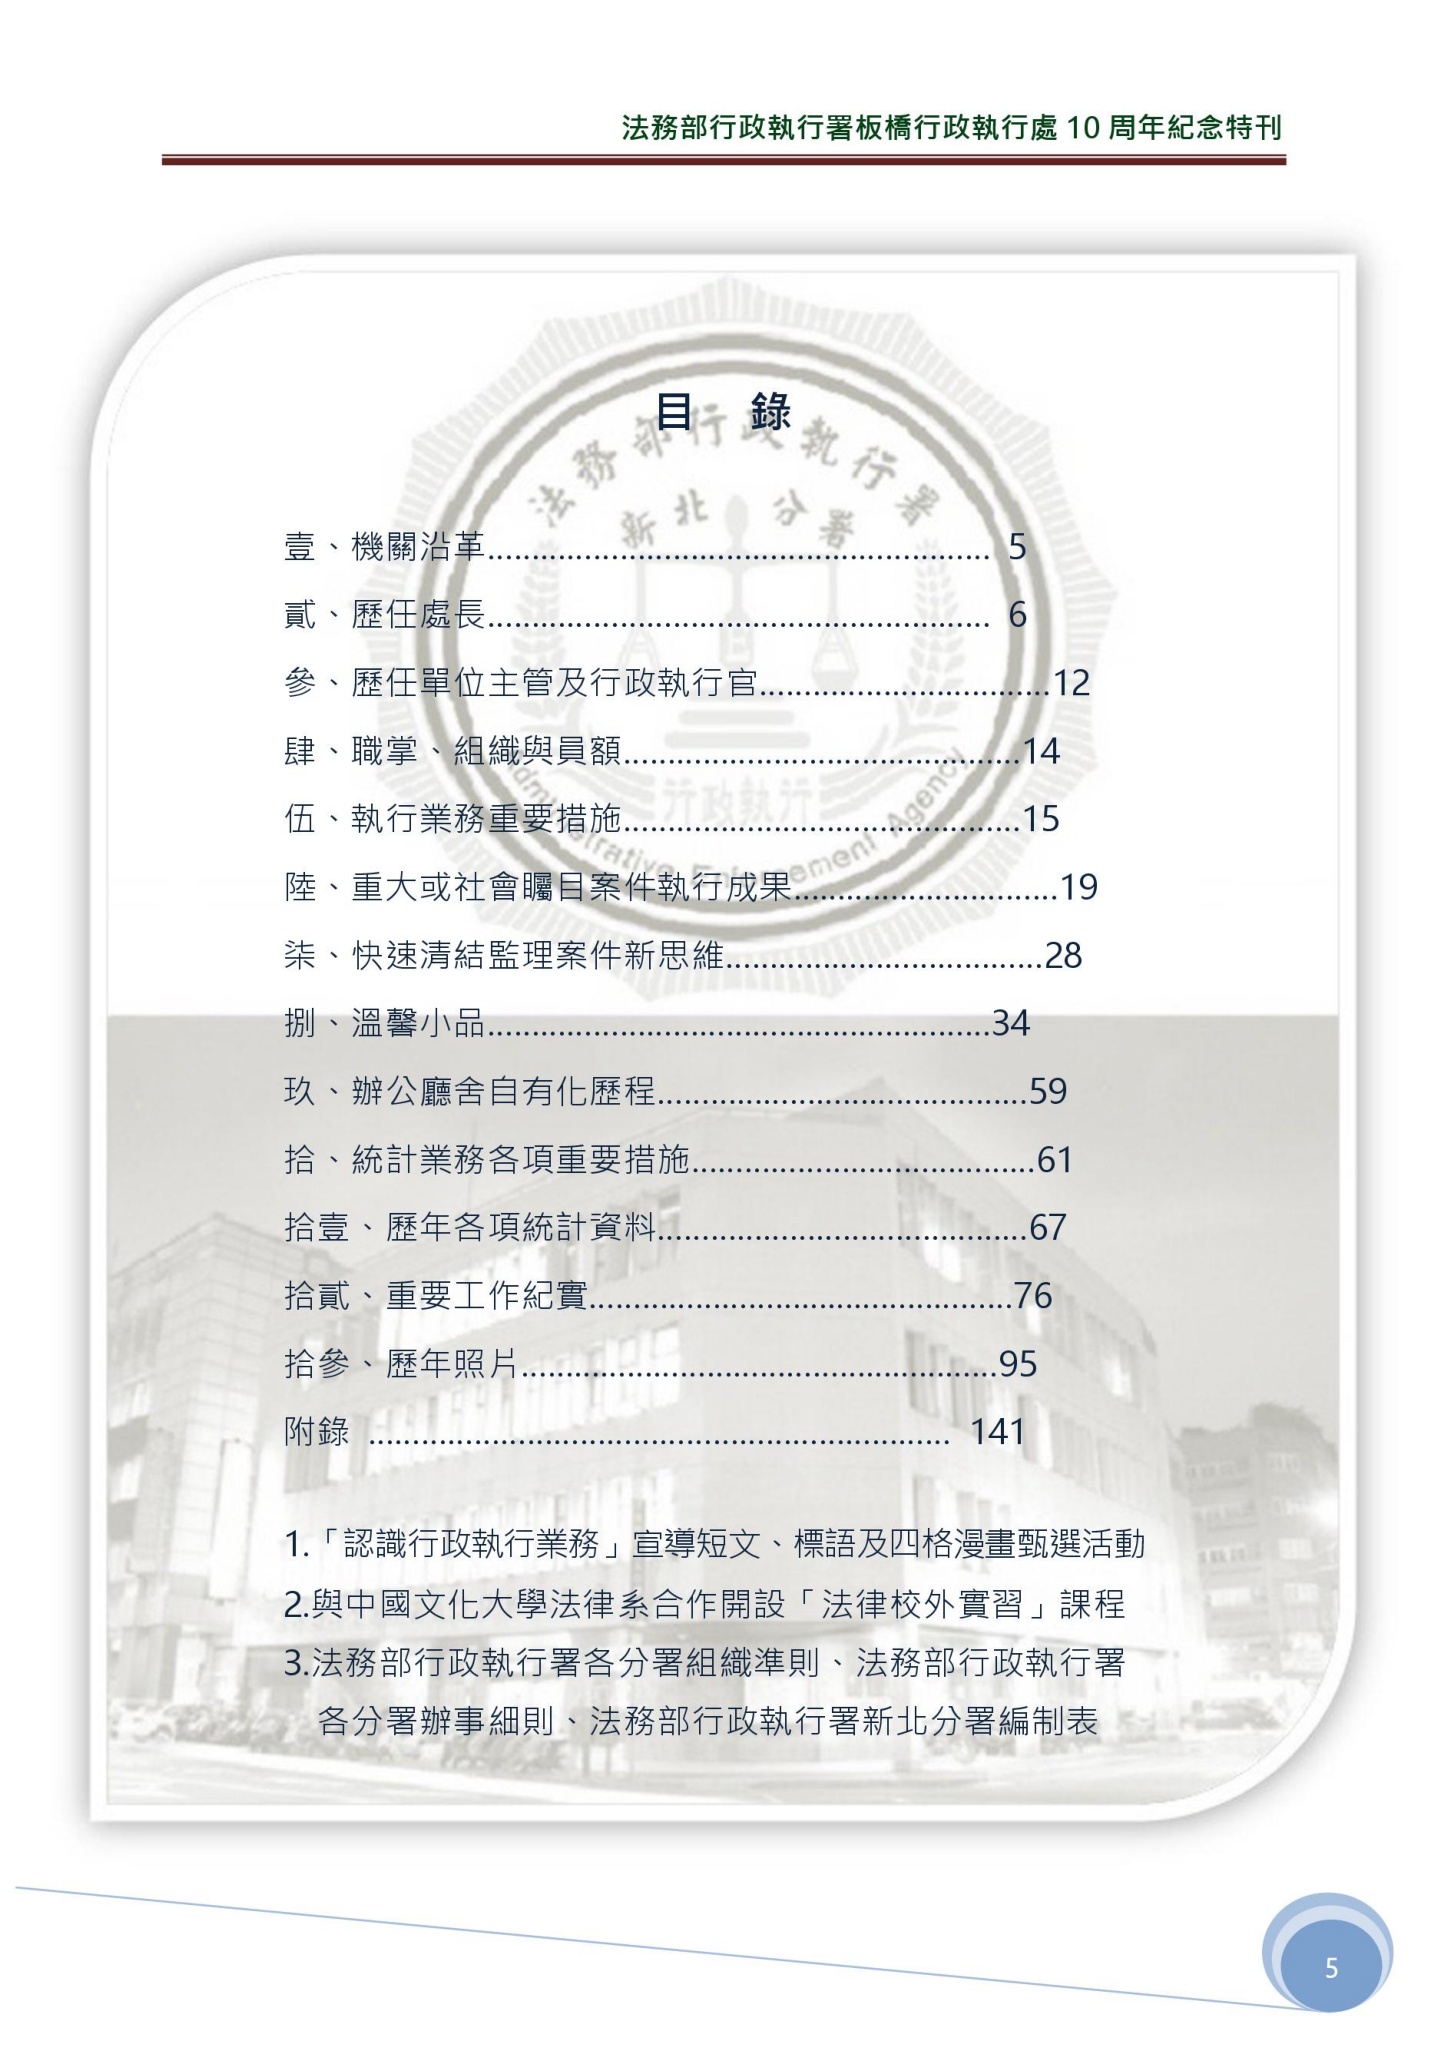 法務部行政執行署板橋行政執行處 10 周年紀念特刊
目 錄
法務部行政執行署
新北分署
壹、機關沿革......................................................... 5
貳、歷任處長......................................................... 6
參、歷任單位主管及行政執行官.................................12
肆、職掌、組織與員額.............................................14
伍、執行業務重要措施.............................................15
陸、重大或社會矚目案件執行成果..............................19
柒、快速清結監理案件新思維....................................28
捌、溫馨小品.........................................................34
玖、辦公廳舍自有化歷程..........................................59
拾、統計業務各項重要措施.......................................61
拾壹、歷年各項統計資料..........................................67
拾貳、重要工作紀實................................................76
拾參、歷年照片......................................................95
附錄 .................................................................. 141
行政執行
Administrative Enforcement Agency
1.「認識行政執行業務」宣導短文、標語及四格漫畫甄選活動
2.與中國文化大學法律系合作開設「法律校外實習」課程
3.法務部行政執行署各分署組織準則、法務部行政執行署
各分署辦事細則、法務部行政執行署新北分署編制表
5